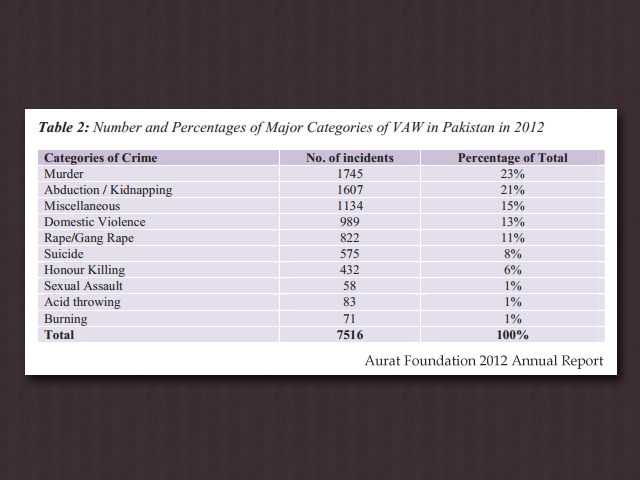 Table 2: Number and Percentages of Major Categories of VAW in Pakistan in 2012
Categories of Crime No. of incidents Percentage of Total
Murder 1745 23%
Abduction / Kidnapping 1607 21%
Miscellaneous 1134 15%
Domestic Violence 989 13%
Rape/Gang Rape 822 11%
Suicide 575 8%
Honour Killing 432 6%
Sexual Assault 58 1%
Acid throwing 83 1%
Burning 71 1%
Total 7516 100%
Aurat Foundation 2012 Annual Report